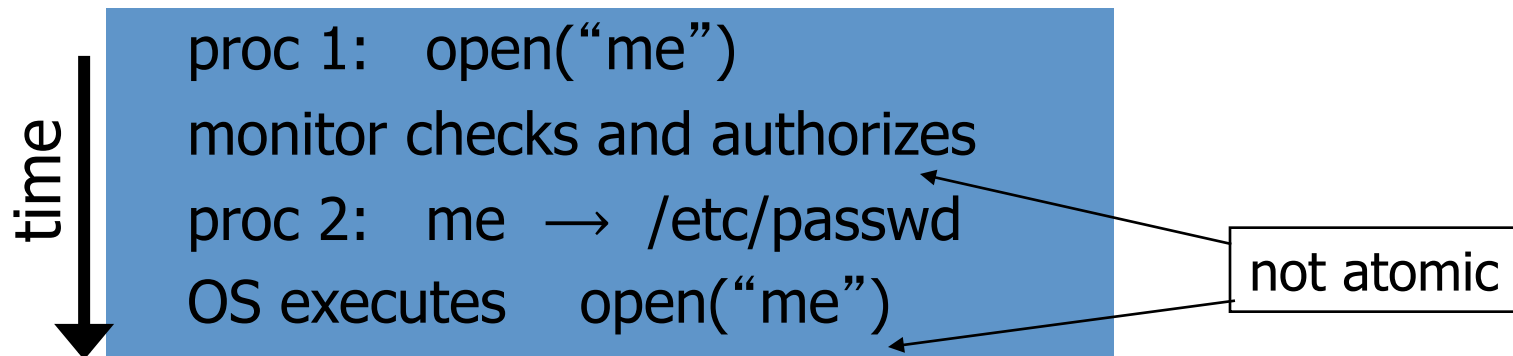 time
proc 1: open(“me”)
monitor checks and authorizes
proc 2: me → /etc/passwd
OS executes open(“me”)
not atomic